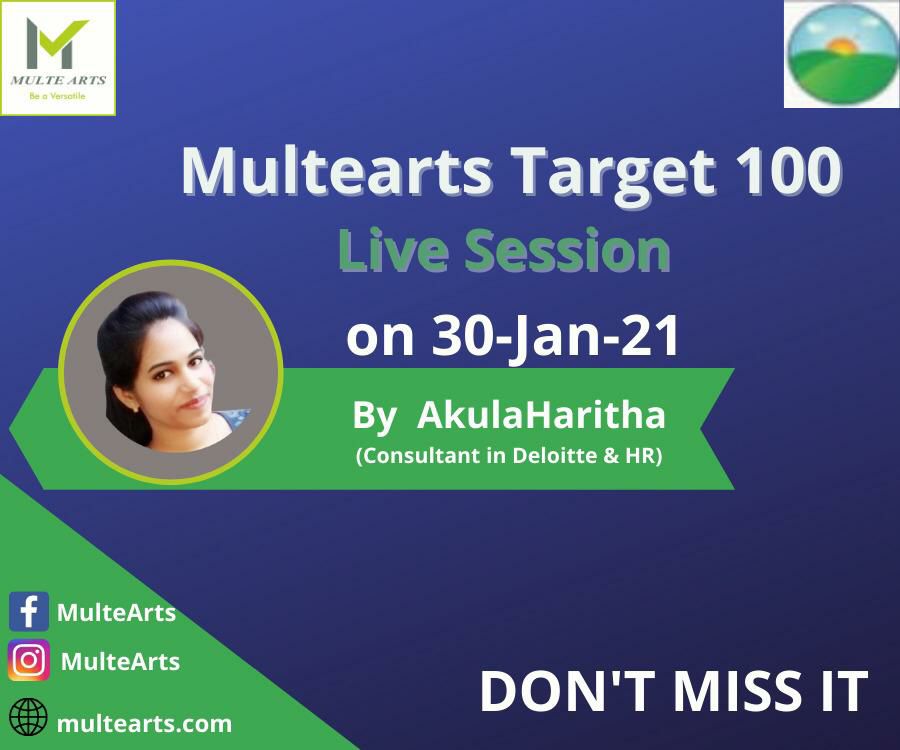 MULTE ARTS
Be a Versatile
Multearts Target 100
Live Session
on 30-Jan-21
By AkulaHaritha
(Consultant in Deloitte & HR)
MulteArts
MulteArts
multearts.com
DON'T MISS IT